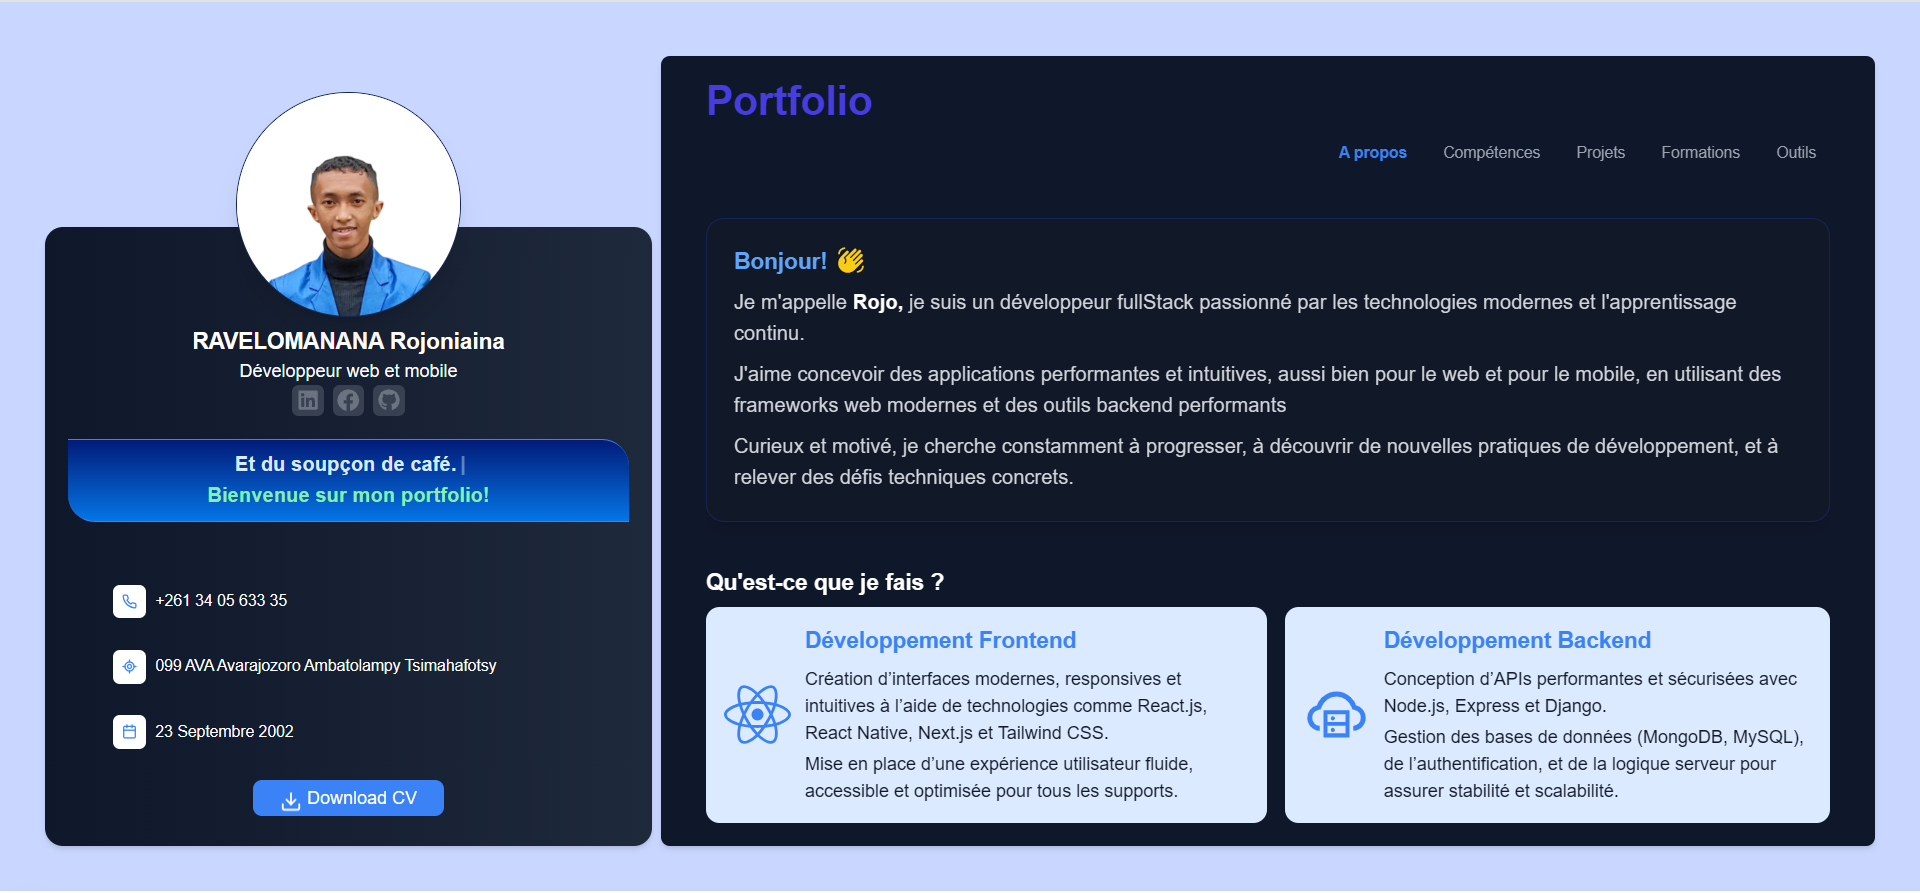 RAVELOMANANA Rojoniaina
Développeur web et mobile
Et du soupçon de café.|
Bienvenue sur mon portfolio!
+261 34 05 633 35
099 AVA Avarajozoro Ambatolampy Tsimahafotsy
23 Septembre 2002
Download CV
Portfolio
A propos
Compétences
Projets
Formations
Outils
Bonjour! 👋
Je m'appelle Rojo, je suis un développeur fullStack passionné par les technologies modernes et l'apprentissage
continu.
J'aime concevoir des applications performantes et intuitives, aussi bien pour le web et pour le mobile, en utilisant des
frameworks web modernes et des outils backend performants
Curieux et motivé, je cherche constamment à progresser, à découvrir de nouvelles pratiques de développement, et à
relever des défis techniques concrets.
Qu'est-ce que je fais ?
Développement Frontend
Création d’interfaces modernes, responsives et
intuitives à l’aide de technologies comme React.js,
React Native, Next.js et Tailwind CSS.
Mise en place d’une expérience utilisateur fluide,
accessible et optimisée pour tous les supports.
Développement Backend
Conception d’APIs performantes et sécurisées avec
Node.js, Express et Django.
Gestion des bases de données (MongoDB, MySQL),
de l’authentification, et de la logique serveur pour
assurer stabilité et scalabilité.